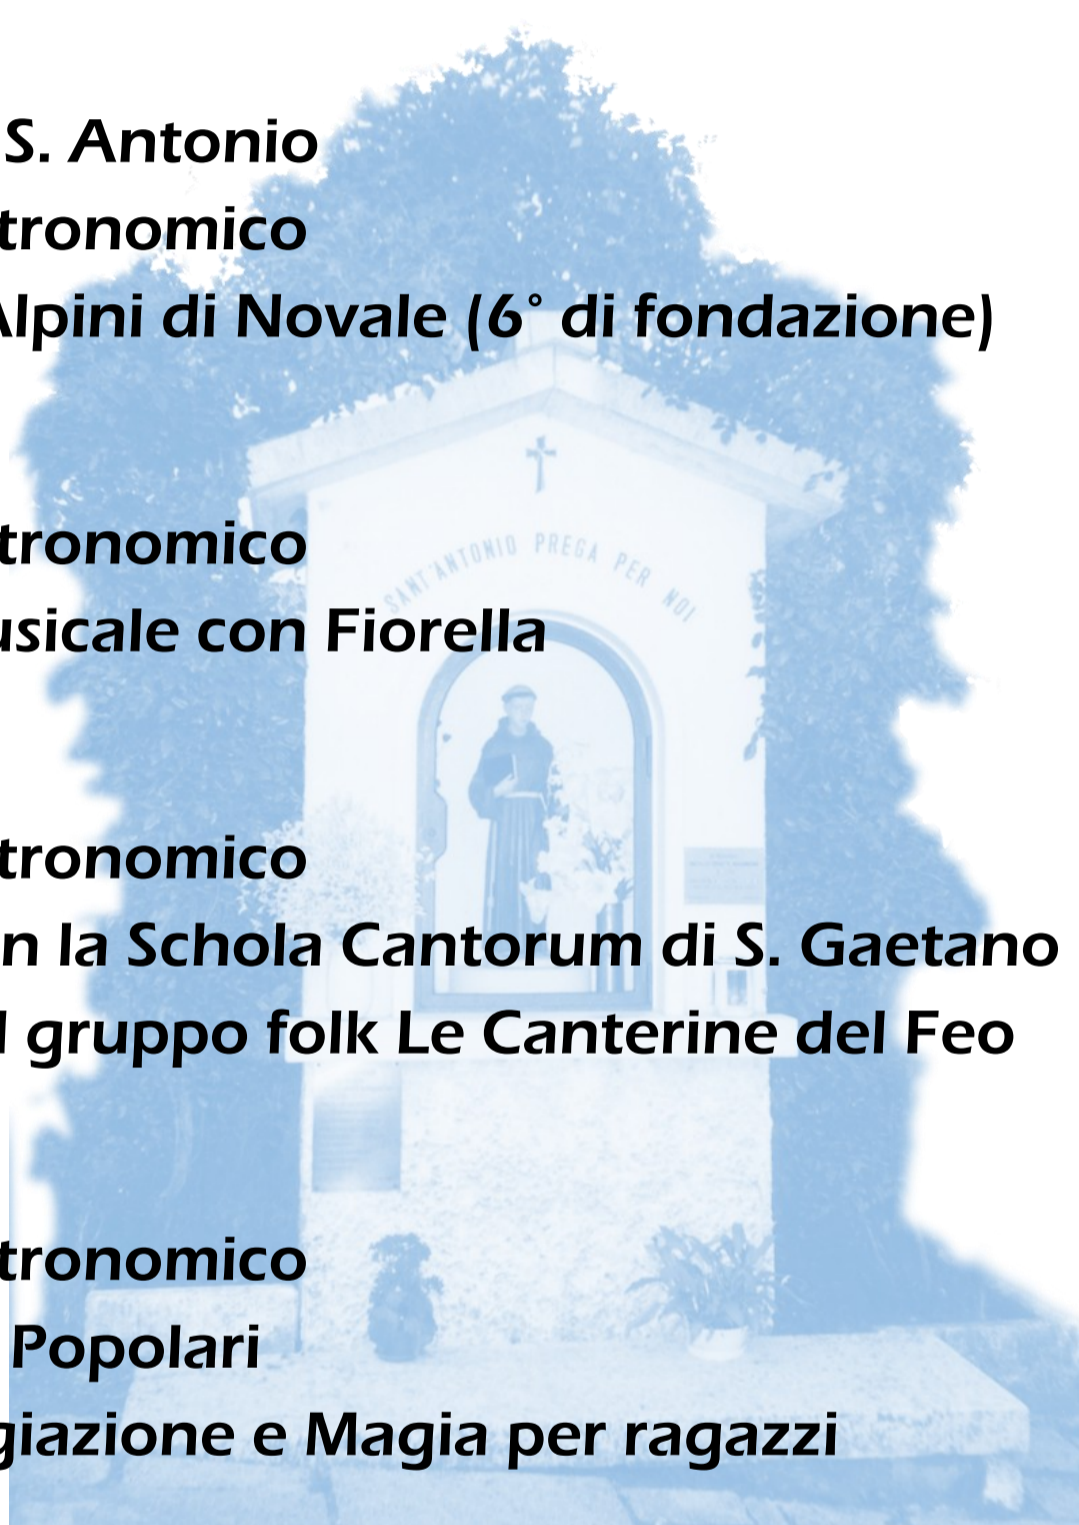 S. Antonio
tronomico
Alpini di Novale (6° di fondazione)
SANT'ANTONIO PREGA PER NOI
tronomico
usicale con Fiorella
tronomico
n la Schola Cantorum di S. Gaetano
l gruppo folk Le Canterine del Feo
tronomico
Popolari
giazione e Magia per ragazzi